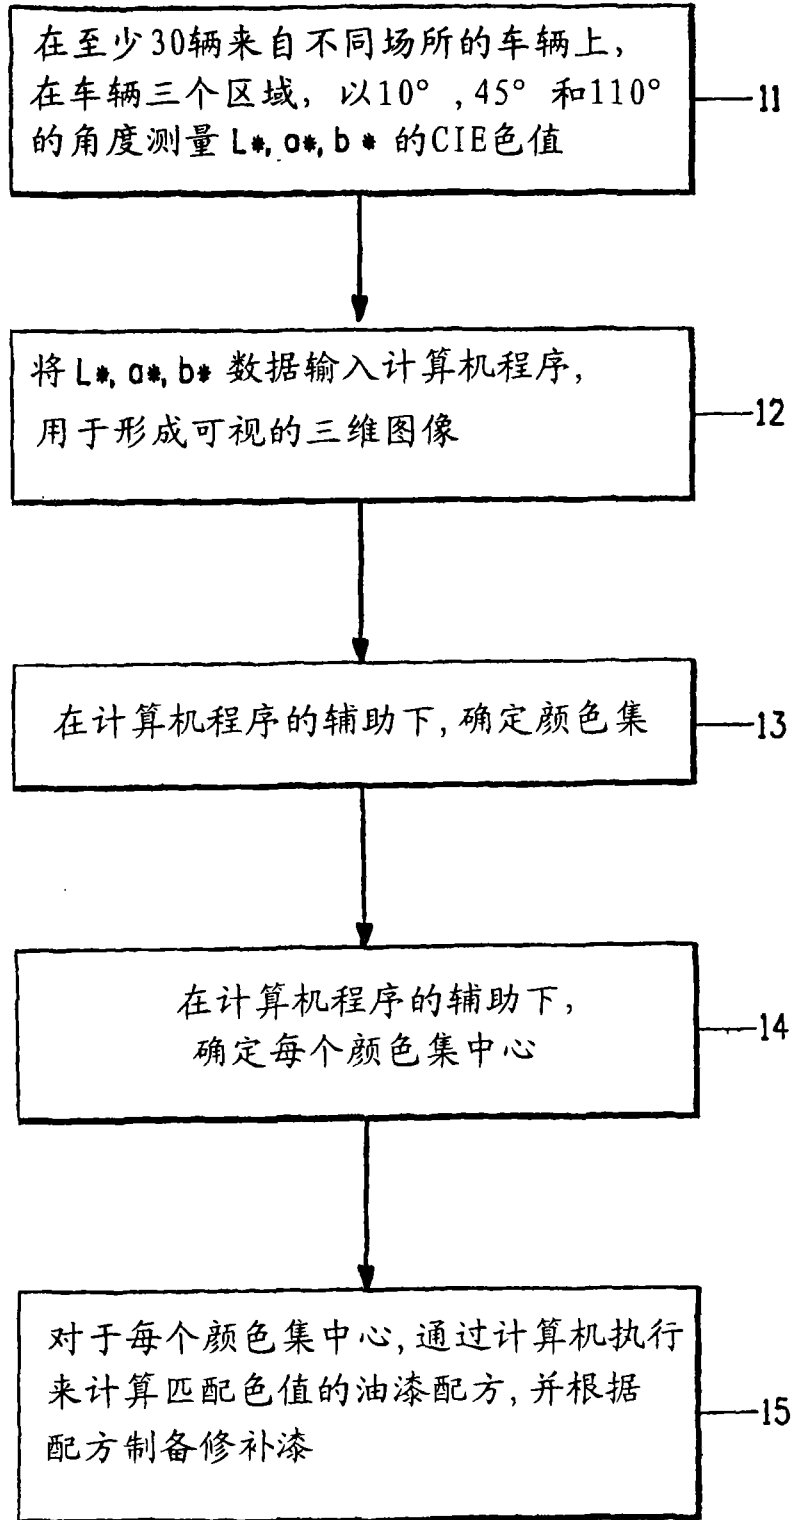 在至少30辆来自不同场所的车辆上，
在车辆三个区域，以10°，45°和110°
的角度测量L*, a*, b*的CIE色值
11
将L*, a*, b*数据输入计算机程序，
用于形成可视的三维图像
12
在计算机程序的辅助下，确定颜色集
13
在计算机程序的辅助下，
确定每个颜色集中心
14
对于每个颜色集中心，通过计算机执行
来计算匹配色值的油漆配方，并根据
配方制备修补漆
15